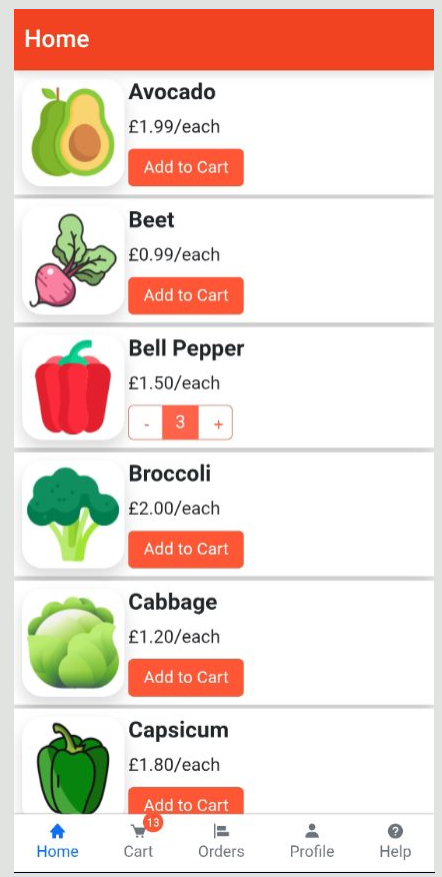 Home
Avocado
£1.99/each
Add to Cart
Beet
£0.99/each
Add to Cart
Bell Pepper
£1.50/each
- 3 +
Broccoli
£2.00/each
Add to Cart
Cabbage
£1.20/each
Add to Cart
Capsicum
£1.80/each
Add to Cart
13
Home Cart Orders Profile Help